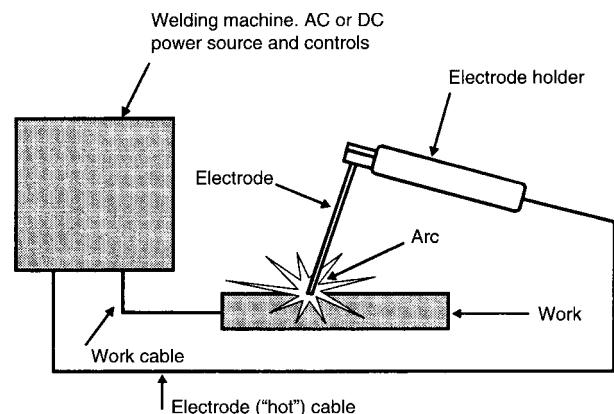 Welding machine. AC or DC
power source and controls
Electrode holder
Electrode
Arc
Work
Work cable
Electrode (“hot”) cable